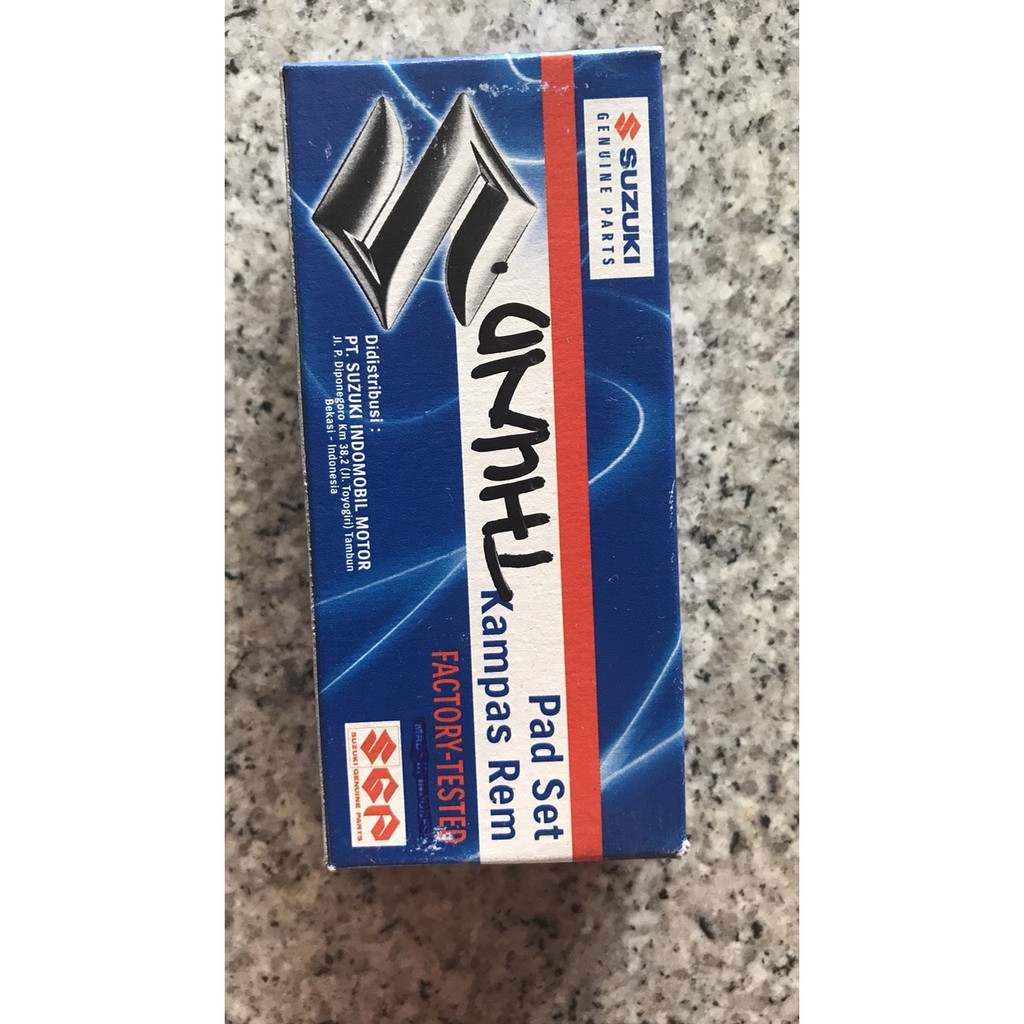 SUZUKI
GENUINE PARTS
THUND.
Pad Set
Kampas Rem
FACTORY-TESTED
Didistribusi :
PT. SUZUKI INDOMOBIL MOTOR
Jl. P. Diponegoro Km 38,2 (Jl. Toyogiri) Tambun
Bekasi - Indonesia
SGP
SUZUKI GENUINE PARTS